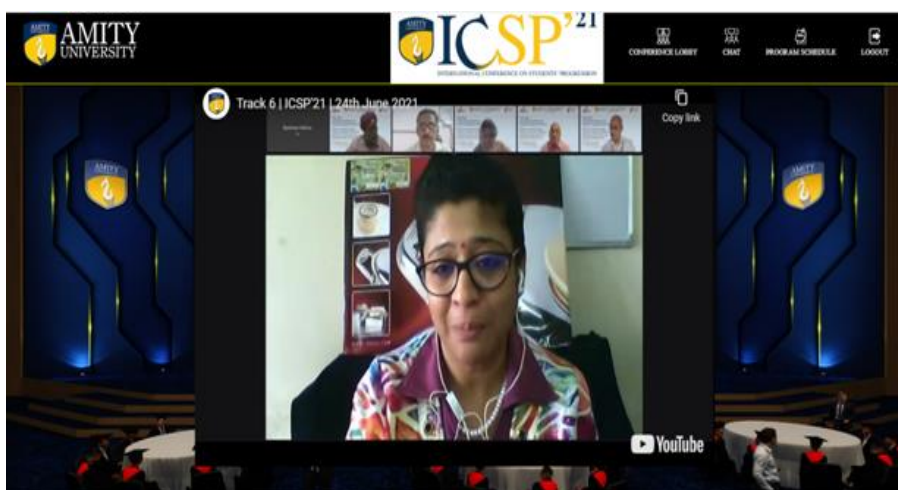 AMITY
UNIVERSITY
ICSP'21
INTERNATIONAL CONFERENCE ON STUDENTS' PROGRESSION
CONFERENCE LOBBY
CHAT
PROGRAM SCHEDULE
LOGOUT
Track 6 | ICSP'21 | 24th June 2021
Copy link
AMITY
AMITY
YouTube